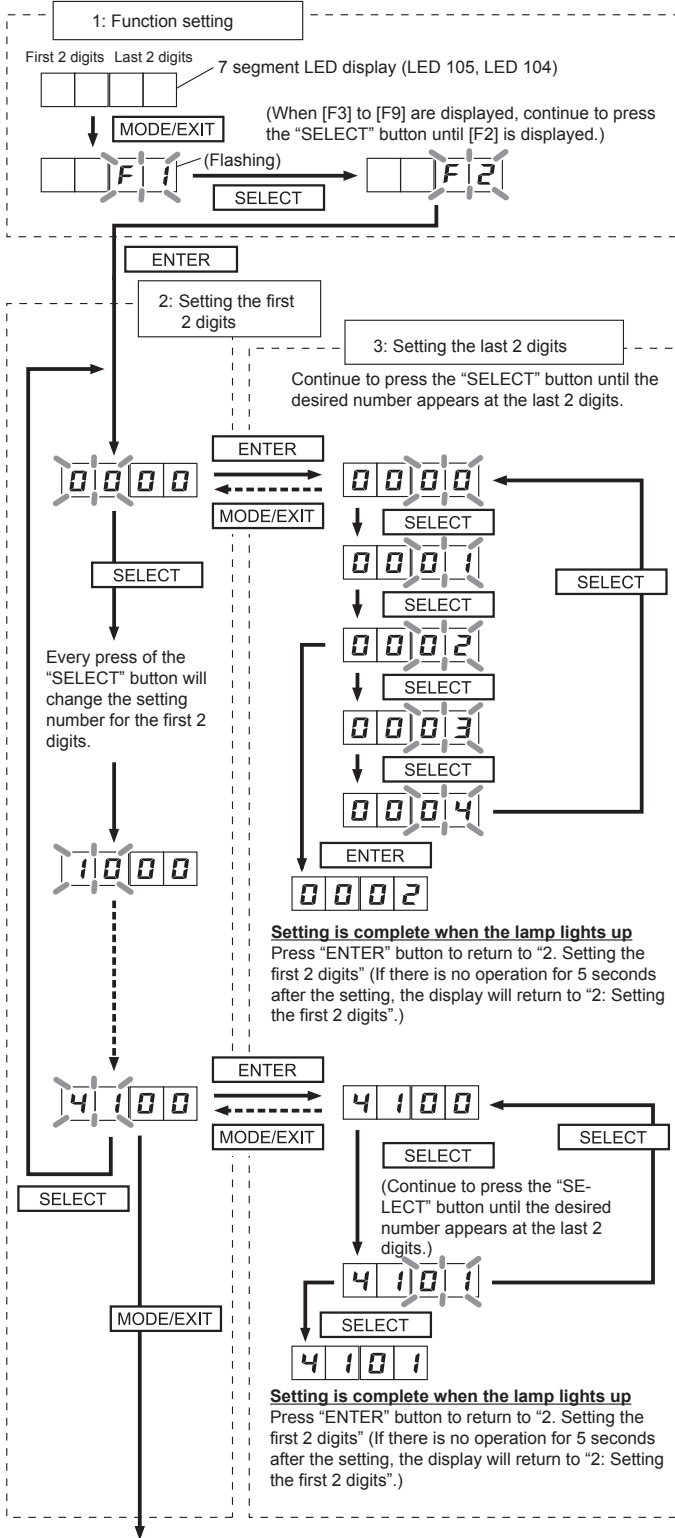 1: Function setting
First 2 digits Last 2 digits
7 segment LED display (LED 105, LED 104)
MODE/EXIT
(When [F3] to [F9] are displayed, continue to press
the “SELECT” button until [F2] is displayed.)
F 1
(Flashing)
SELECT
F 2
ENTER
2: Setting the first
2 digits
3: Setting the last 2 digits
Continue to press the “SELECT” button until the
desired number appears at the last 2 digits.
0 0 0 0
ENTER
MODE/EXIT
0 0 0 0
SELECT
0 0 0 1
SELECT
0 0 0 2
SELECT
0 0 0 3
SELECT
0 0 0 4
SELECT
ENTER
0 0 0 2
SELECT
Every press of the
“SELECT” button will
change the setting
number for the first 2
digits.
1 0 0 0
Setting is complete when the lamp lights up
Press “ENTER” button to return to “2. Setting the
first 2 digits” (If there is no operation for 5 seconds
after the setting, the display will return to “2: Setting
the first 2 digits”.)
4 1 0 0
ENTER
MODE/EXIT
4 1 0 0
SELECT
SELECT
(Continue to press the “SE-
LECT” button until the desired
number appears at the last 2
digits.)
4 1 0 1
SELECT
4 1 0 1
SELECT
MODE/EXIT
Setting is complete when the lamp lights up
Press “ENTER” button to return to “2. Setting the
first 2 digits” (If there is no operation for 5 seconds
after the setting, the display will return to “2: Setting
the first 2 digits”.)